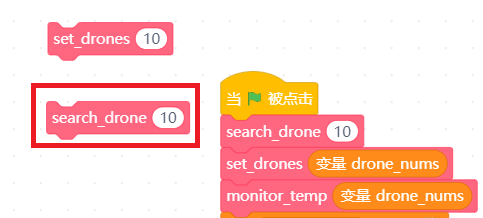 set_drones 10
search_drone 10
当 被点击
search_drone 10
set_drones 变量 drone_nums
monitor_temp 变量 drone_nums